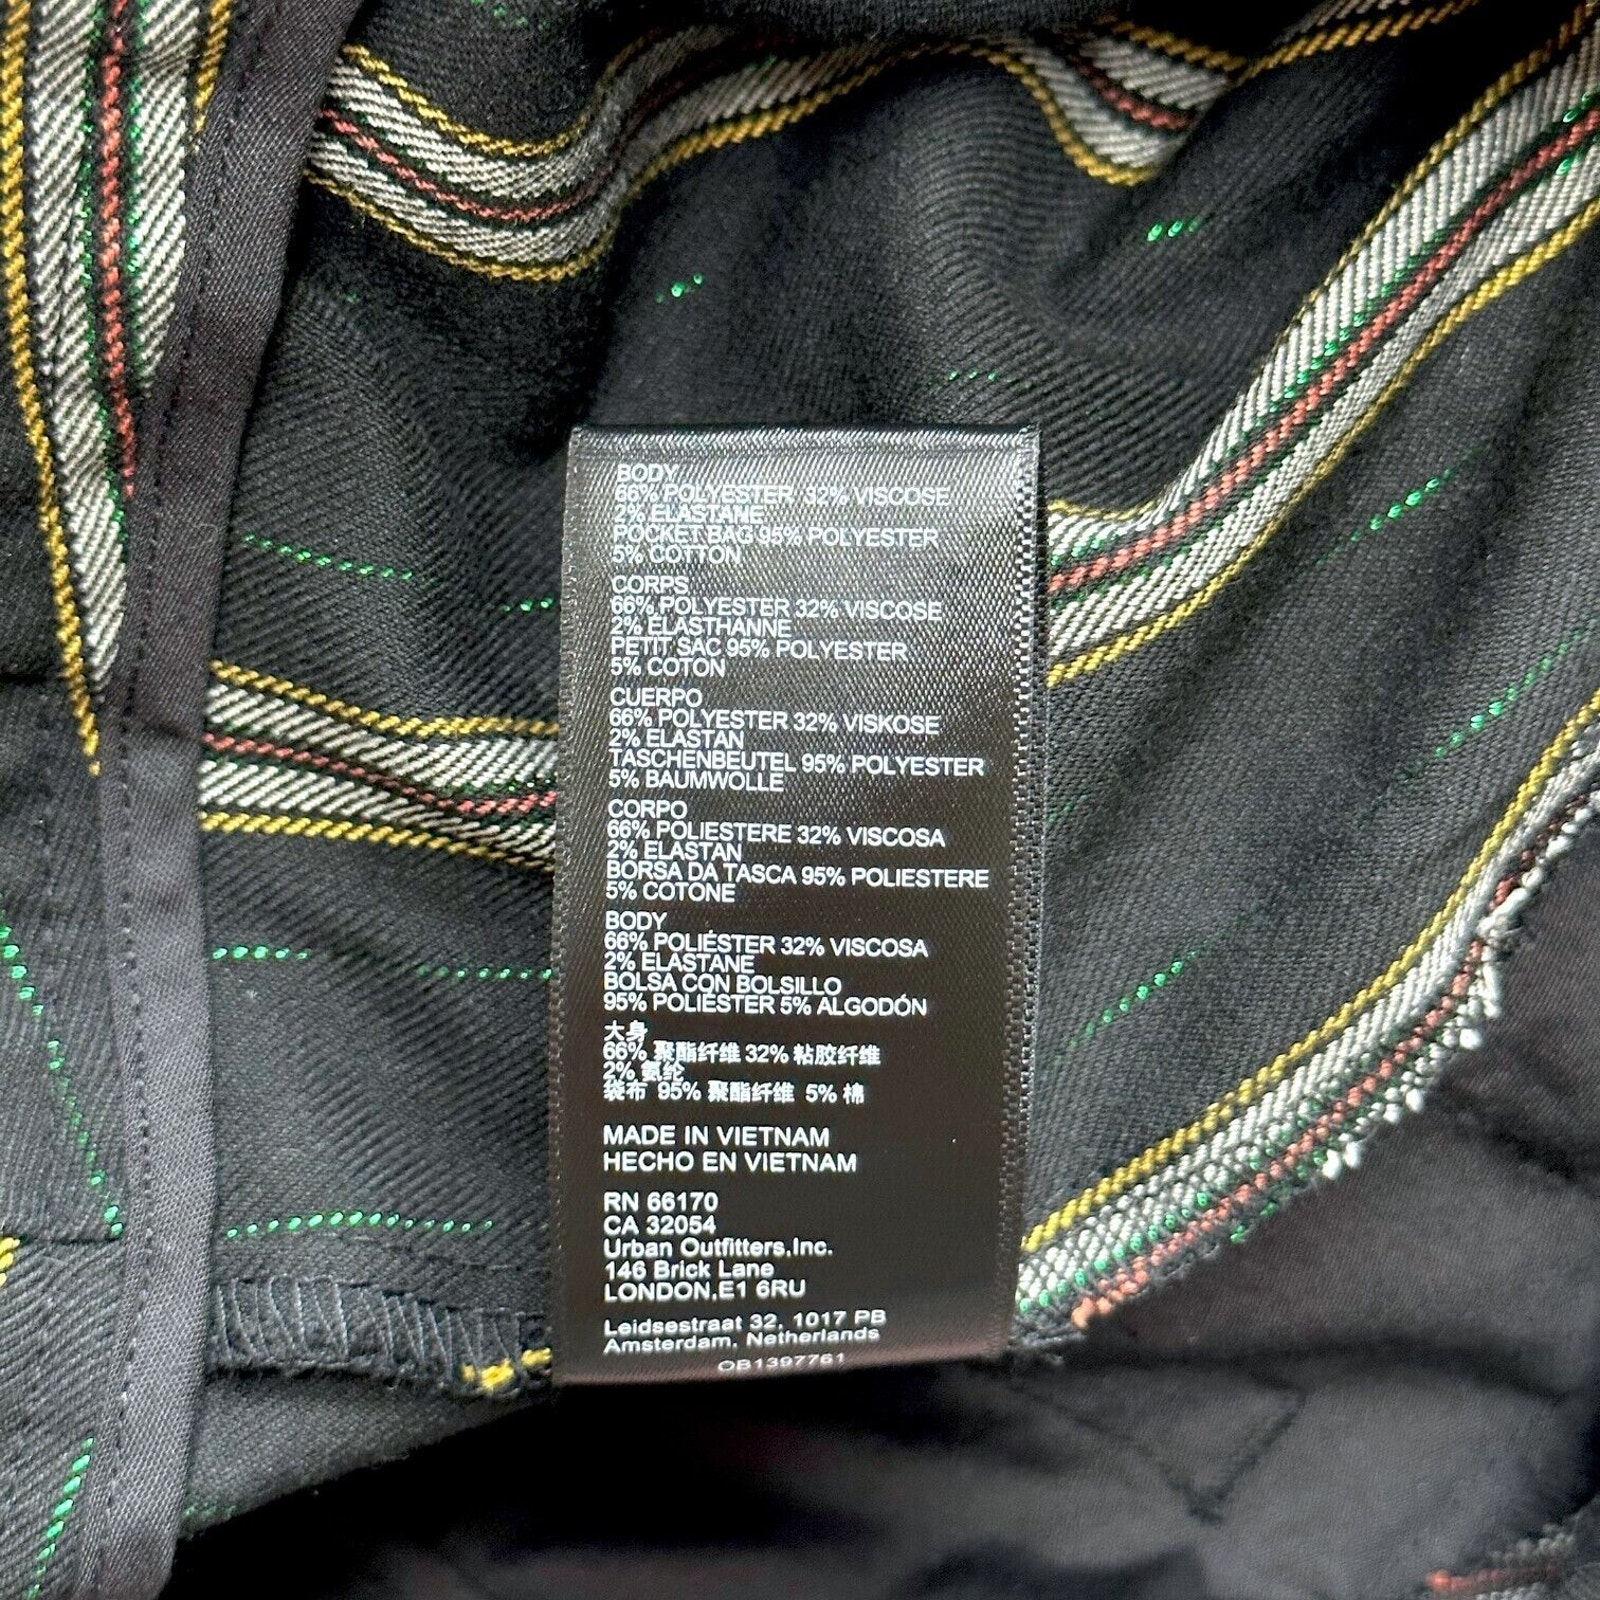 BODY
66% POLYESTER 32% VISCOSE
2% ELASTANE
POCKET BAG 95% POLYESTER
5% COTTON
CORPS
66% POLYESTER 32% VISCOSE
2% ELASTHANNE
PETIT SAC 95% POLYESTER
5% COTON
CUERPO
66% POLYESTER 32% VISKOSE
2% ELASTAN
TASCHENBEUTEL 95% POLYESTER
5% BAUMWOLLE
CORPO
66% POLIESTERE 32% VISCOSA
2% ELASTAN
BORSA DA TASCA 95% POLIESTERE
5% COTONE
BODY
66% POLIÉSTER 32% VISCOSA
2% ELASTANE
BOLSA CON BOLSILLO
95% POLIÉSTER 5% ALGODÓN
大身
66% 聚酯纤维 32% 粘胶纤维
2% 氨纶
袋布 95% 聚酯纤维 5% 棉
MADE IN VIETNAM
HECHO EN VIETNAM
RN 66170
CA 32054
Urban Outfitters,Inc.
146 Brick Lane
LONDON,E1 6RU
Leidsestraat 32, 1017 PB
Amsterdam, Netherlands
OB1397761